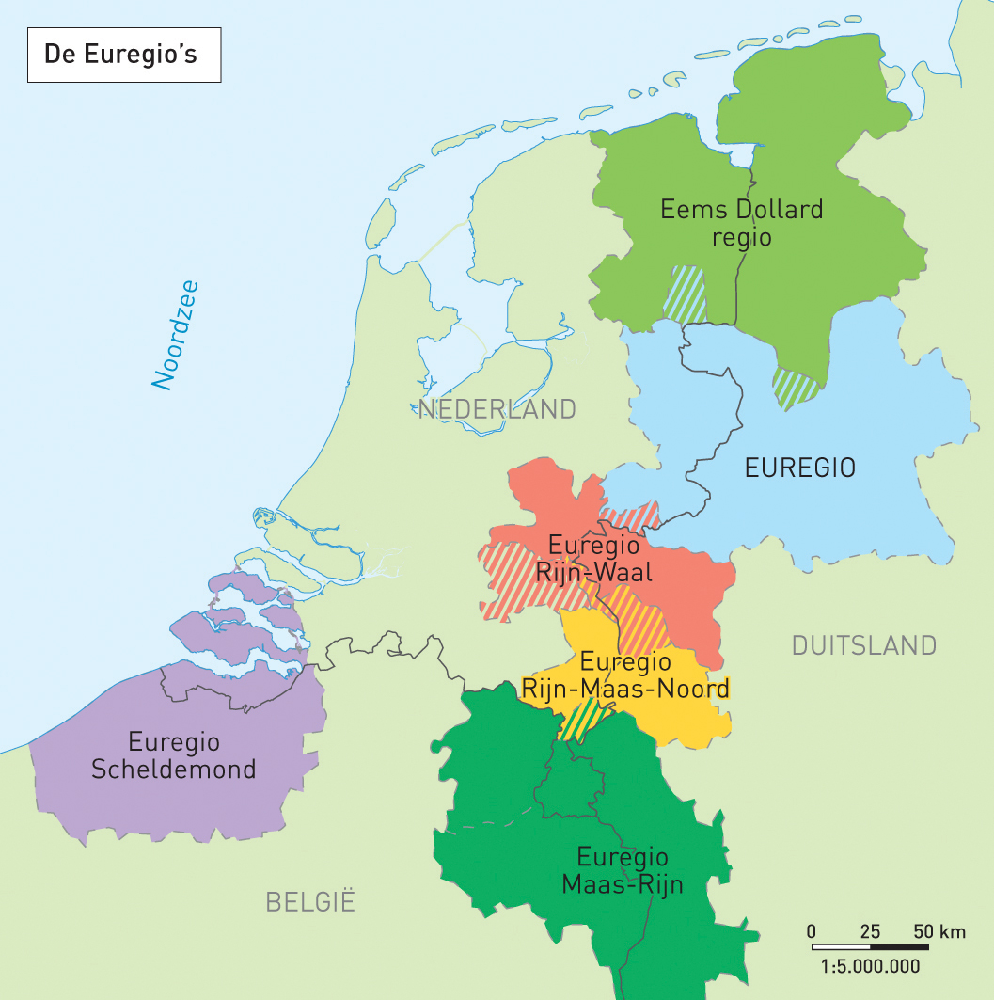 De Euregio's
Eems Dollard
regio
Noordzee
NEDERLAND
EUREGIO
Euregio
Rijn-Waal
DUITSLAND
Euregio
Rijn-Maas-Noord
Euregio
Scheldemond
Euregio
Maas-Rijn
BELGIË
0 25 50 km
1:5.000.000